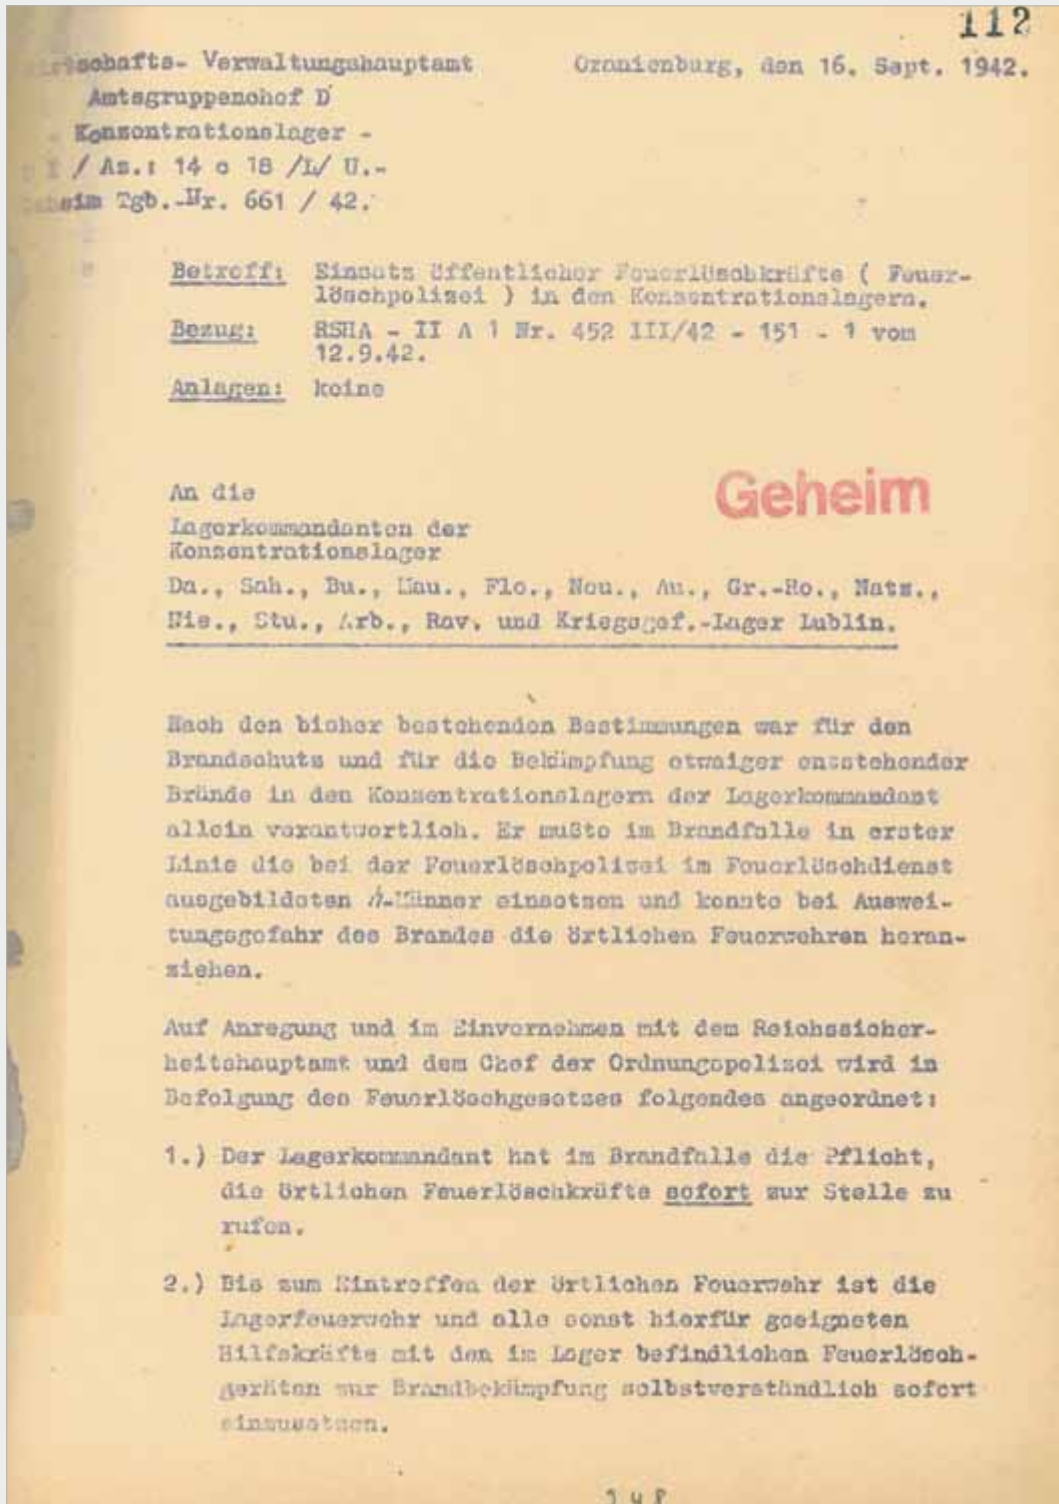 112
Wirtschafts- Verwaltungshauptamt Oranienburg, den 16. Sept. 1942.
Amtsgruppenchef D
- Konzentrationslager -
I / Az.: 14 c 18 /L/ U.-
Geheim Tgb.-Nr. 661 / 42.
Betreff: Einsatz öffentlicher Feuerlöschkräfte ( Feuer-
löschpolizei ) in den Konzentrationslagern.
Bezug: RSHA - II A 1 Nr. 452 III/42 - 151 - 1 vom
12.9.42.
Anlagen: keine
Geheim
An die
Lagerkommandanten der
Konzentrationslager
Da., Sah., Bu., Mau., Flo., Neu., Au., Gr.-Ro., Natz.,
Nie., Stu., Arb., Rav. und Kriegsgef.-Lager Lublin.
Nach den bisher bestehenden Bestimmungen war für den
Brandschutz und für die Bekämpfung etwaiger entstehender
Brände in den Konzentrationslagern der Lagerkommandant
allein verantwortlich. Er mußte im Brandfalle in erster
Linie die bei der Feuerlöschpolizei im Feuerlöschdienst
ausgebildeten SS-Männer einsetzen und konnte bei Auswei-
tungsgefahr des Brandes die örtlichen Feuerwehren heran-
ziehen.
Auf Anregung und im Einvernehmen mit dem Reichssicher-
heitshauptamt und dem Chef der Ordnungspolizei wird in
Befolgung des Feuerlöschgesetzes folgendes angeordnet:
1.) Der Lagerkommandant hat im Brandfalle die Pflicht,
die örtlichen Feuerlöschkräfte sofort zur Stelle zu
rufen.
2.) Bis zum Eintreffen der örtlichen Feuerwehr ist die
Lagerfeuerwehr und alle sonst hierfür geeigneten
Hilfskräfte mit den im Lager befindlichen Feuerlösch-
geräten zur Brandbekämpfung selbstverständlich sofort
einzusetzen.